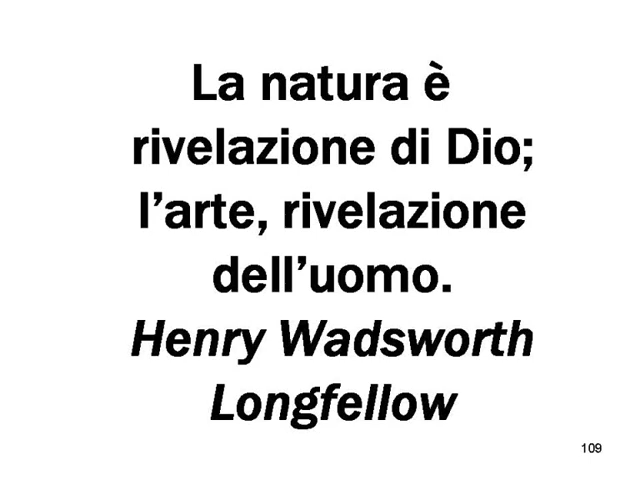 La natura è
rivelazione di Dio;
l’arte, rivelazione
dell’uomo.
Henry Wadsworth
Longfellow
109